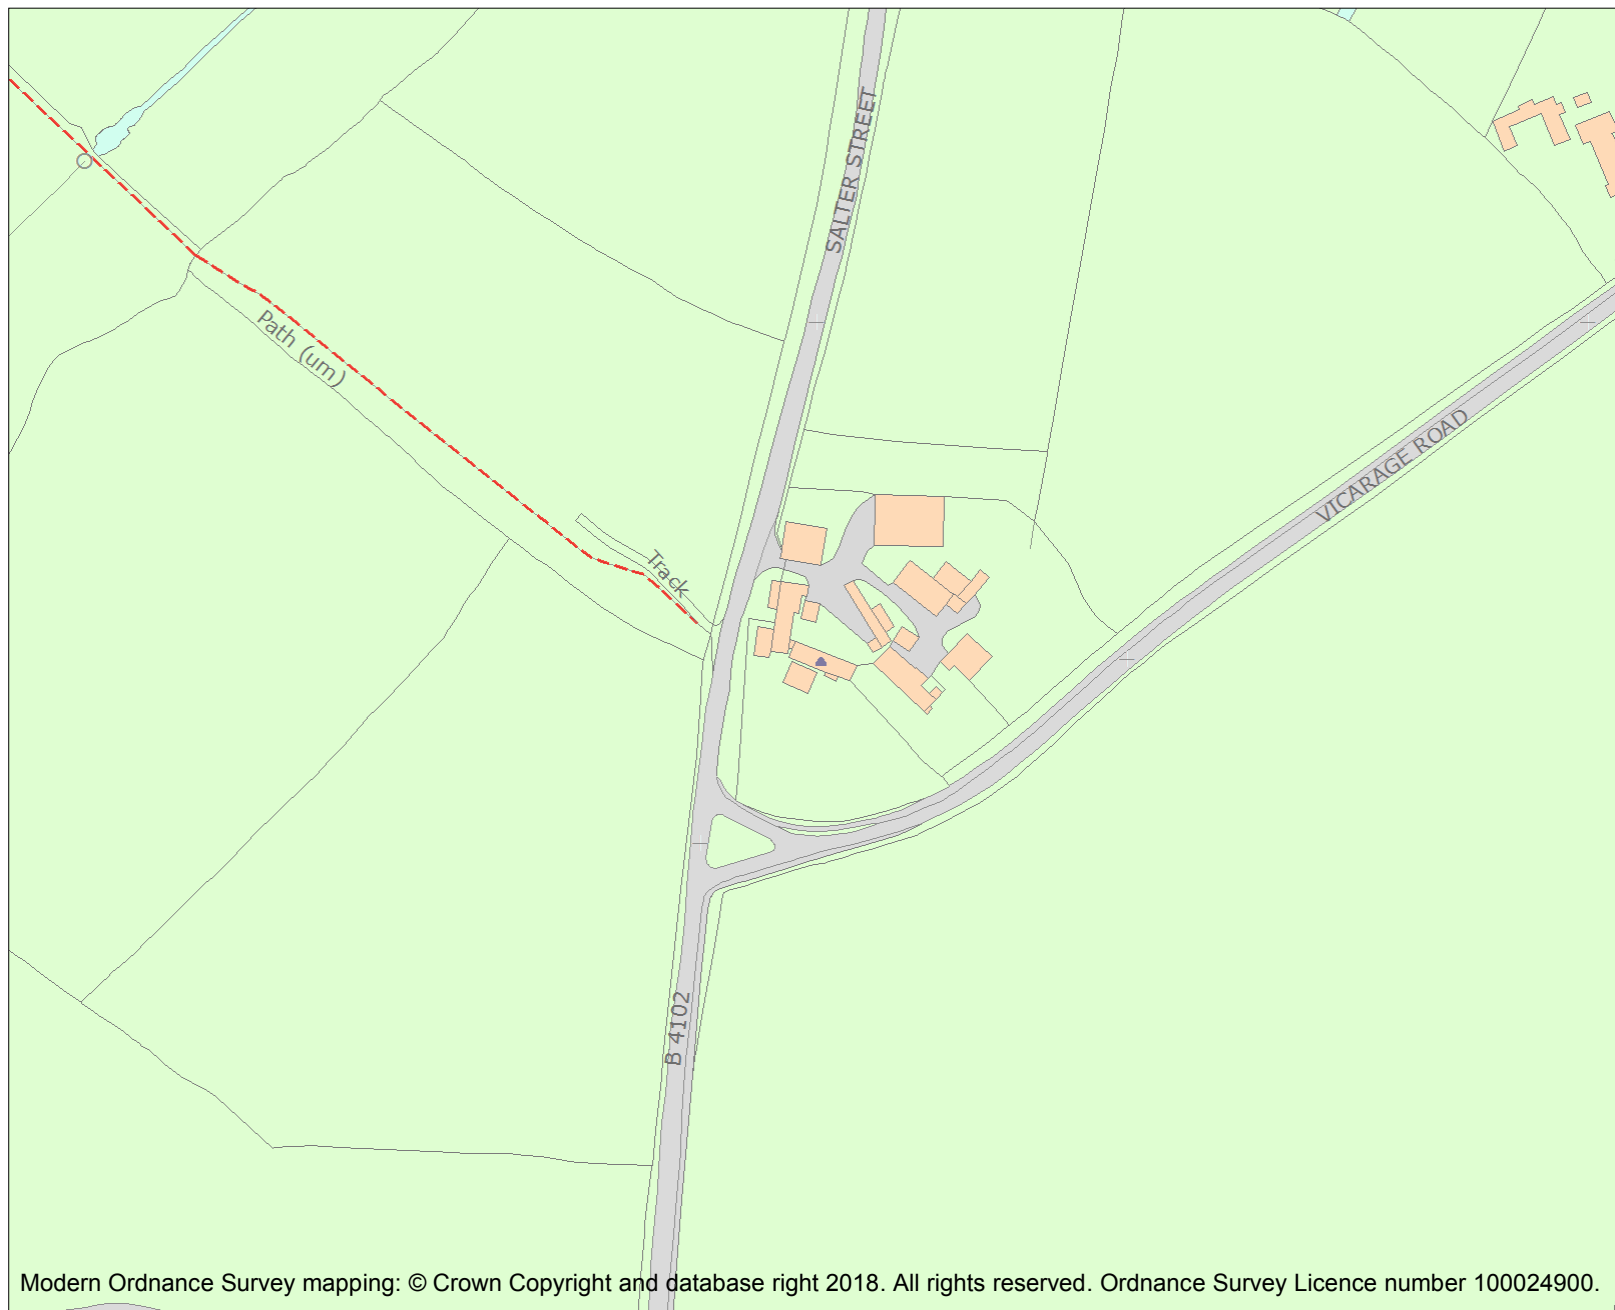 SALTER STREET
Path (um)
VICARAGE ROAD
Track
B 4102
Modern Ordnance Survey mapping: © Crown Copyright and database right 2018. All rights reserved. Ordnance Survey Licence number 100024900.